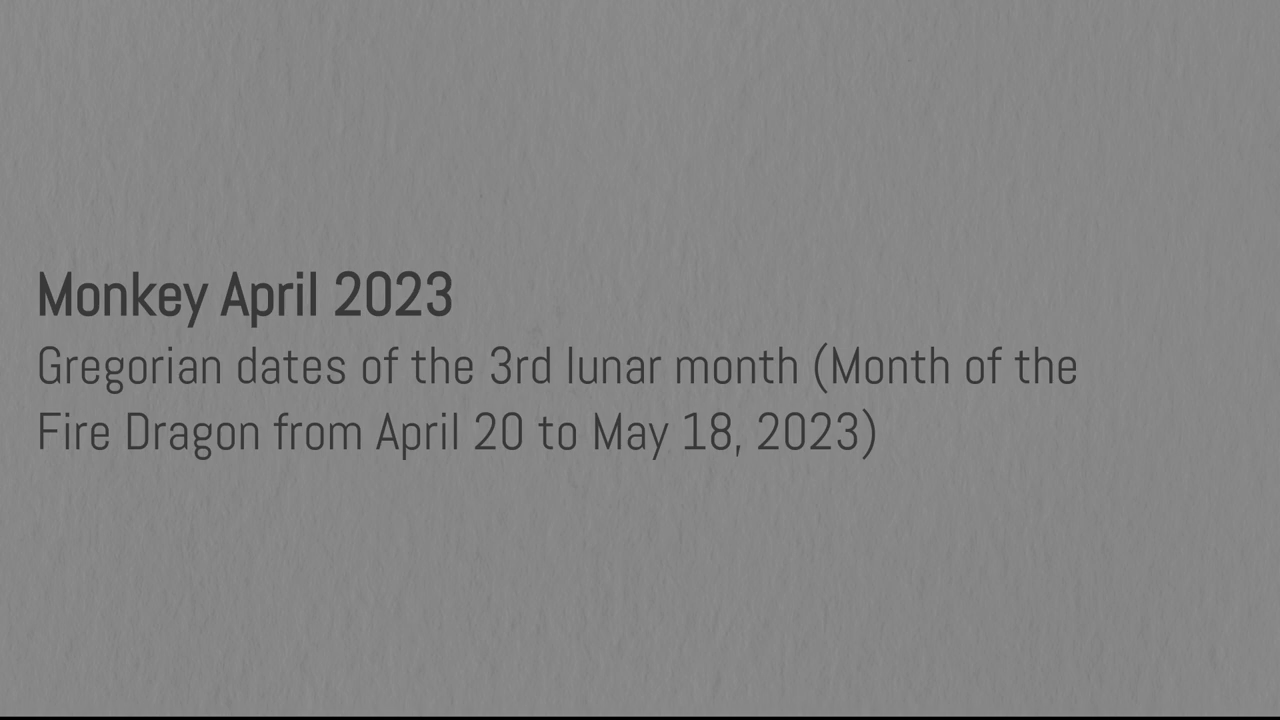 Monkey April 2023
Gregorian dates of the 3rd lunar month (Month of the
Fire Dragon from April 20 to May 18, 2023)